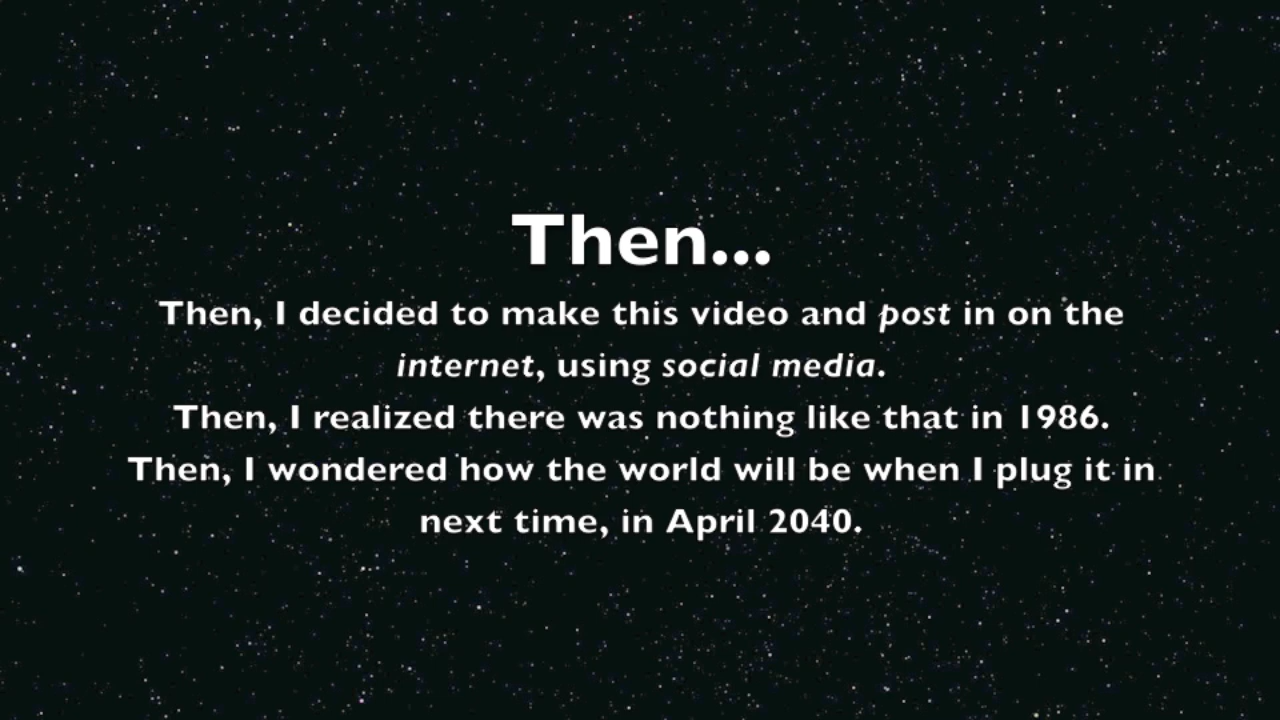 Then...
Then, I decided to make this video and post in on the
internet, using social media.
Then, I realized there was nothing like that in 1986.
Then, I wondered how the world will be when I plug it in
next time, in April 2040.